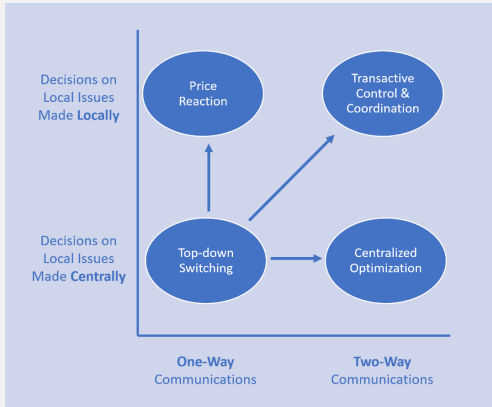 Decisions on
Local Issues
Made Locally
Price
Reaction
Transactive
Control &
Coordination
Decisions on
Local Issues
Made Centrally
Top-down
Switching
Centralized
Optimization
One-Way
Communications
Two-Way
Communications